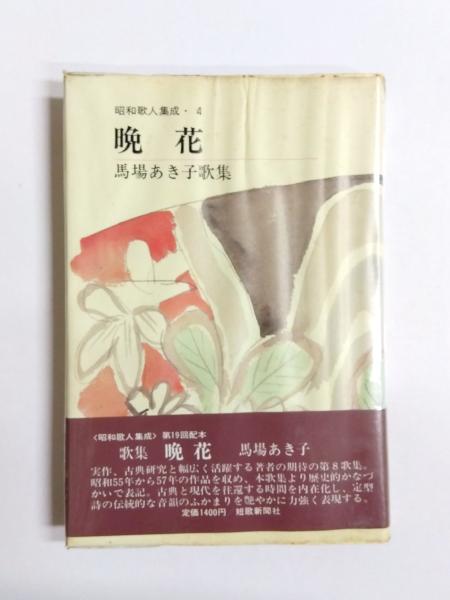 昭和歌人集成・4
晩花
馬場あき子歌集
〈昭和歌人集成〉第19回配本
歌集 晩花 馬場あき子
実作、古典研究と幅広く活躍する著者の期待の第8歌集。
昭和55年から57年の作品を収め、本歌集より歴史的かなづ
かいで表記。古典と現代を往還する時間を内在化し、定型
詩の伝統的な音韻のふかまりを艶やかに力強く表現する。
定価1400円 短歌新聞社